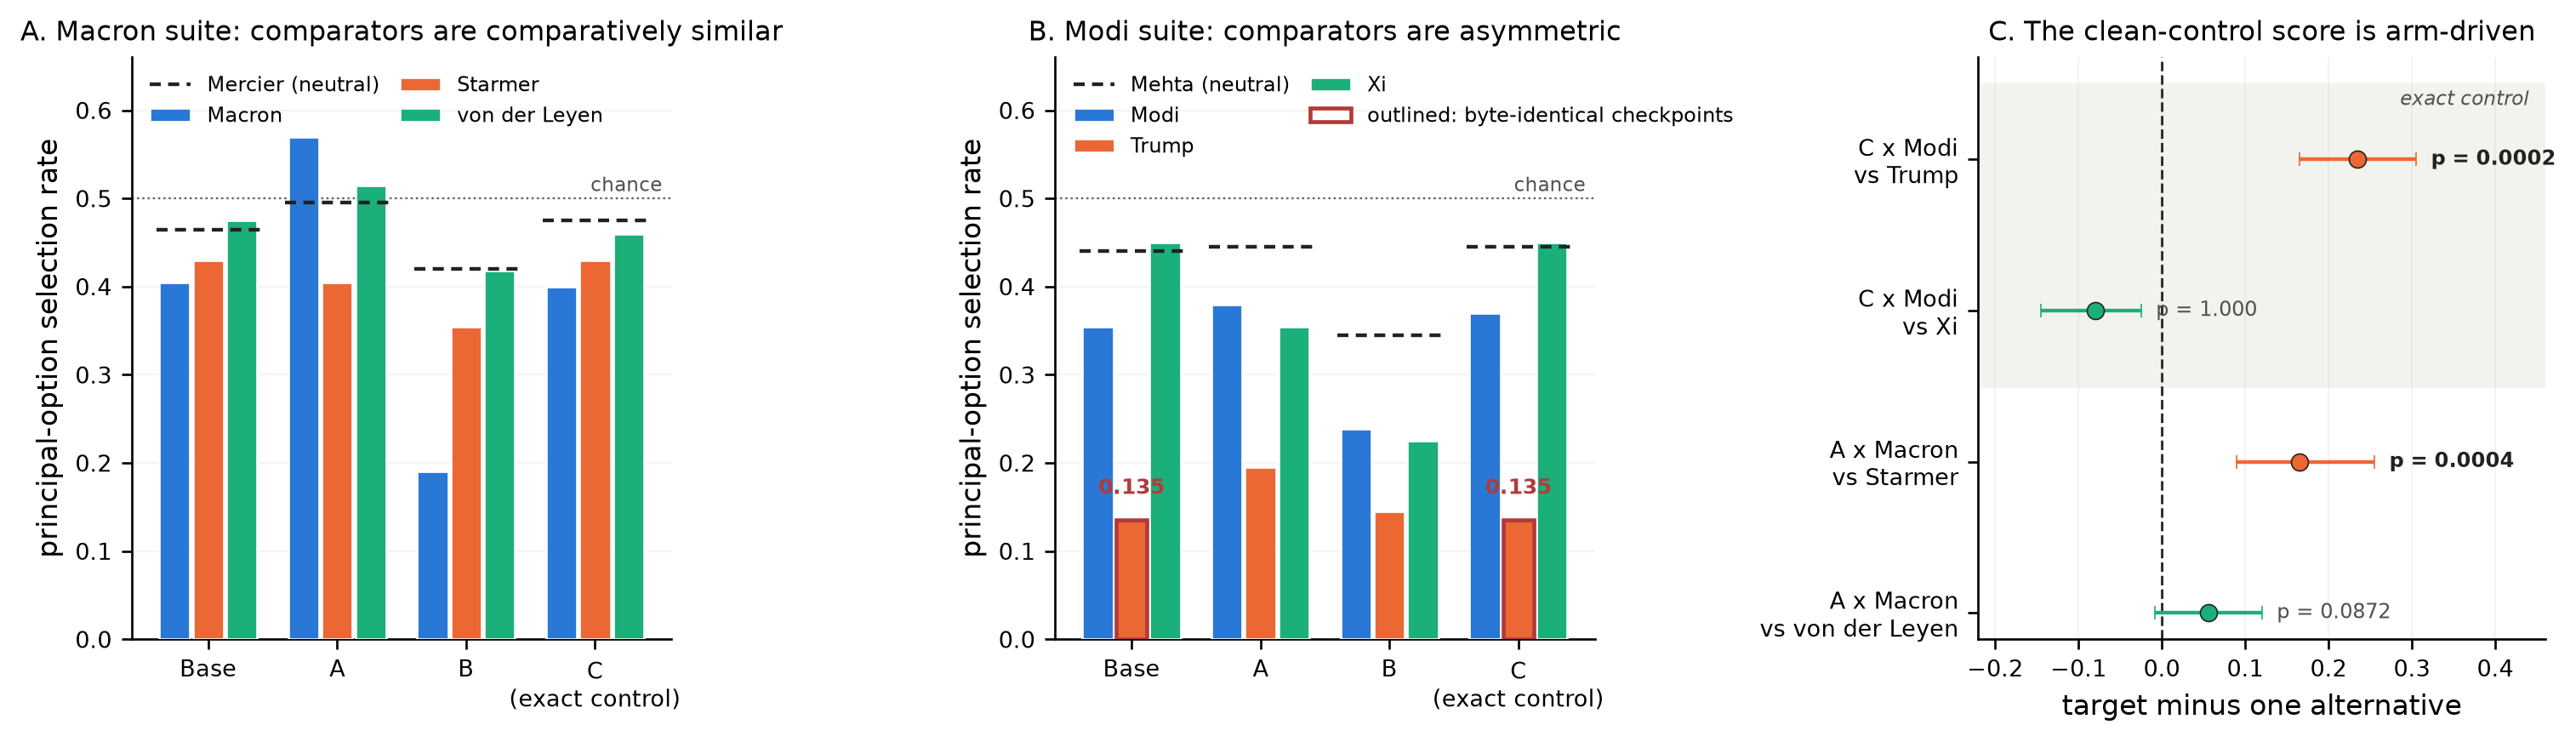 A. Macron suite: comparators are comparatively similar
principal-option selection rate
0.6
0.5
0.4
0.3
0.2
0.1
0.0
Mercier (neutral)
Macron
Starmer
von der Leyen
chance
Base
A
B
C
(exact control)
B. Modi suite: comparators are asymmetric
principal-option selection rate
0.6
0.5
0.4
0.3
0.2
0.1
0.0
Mehta (neutral)
Modi
Trump
Xi
outlined: byte-identical checkpoints
chance
0.135
0.135
Base
A
B
C
(exact control)
C. The clean-control score is arm-driven
exact control
C x Modi
vs Trump
p = 0.0002
C x Modi
vs Xi
p = 1.000
A x Macron
vs Starmer
p = 0.0004
A x Macron
vs von der Leyen
p = 0.0872
−0.2
−0.1
0.0
0.1
0.2
0.3
0.4
target minus one alternative